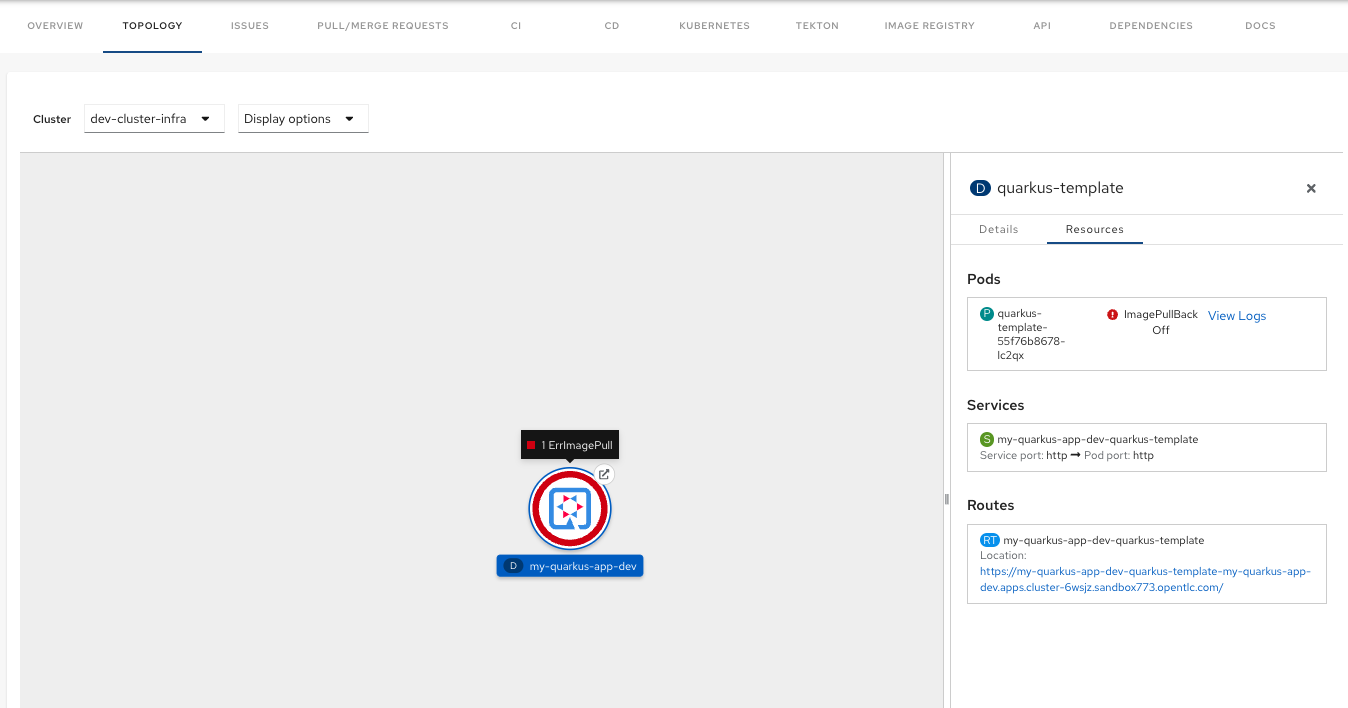 OVERVIEW TOPOLOGY ISSUES PULL/MERGE REQUESTS CI CD KUBERNETES TEKTON IMAGE REGISTRY API DEPENDENCIES DOCS
Cluster dev-cluster-infra Display options
1 ErrImagePull
D my-quarkus-app-dev
D quarkus-template
Details Resources
Pods
P quarkus-
template-
55f76b8678-
lc2qx
ImagePullBack
Off
View Logs
Services
S my-quarkus-app-dev-quarkus-template
Service port: http ➞ Pod port: http
Routes
RT my-quarkus-app-dev-quarkus-template
Location:
https://my-quarkus-app-dev-quarkus-template-my-quarkus-app-
dev.apps.cluster-6wsjz.sandbox773.opentlc.com/